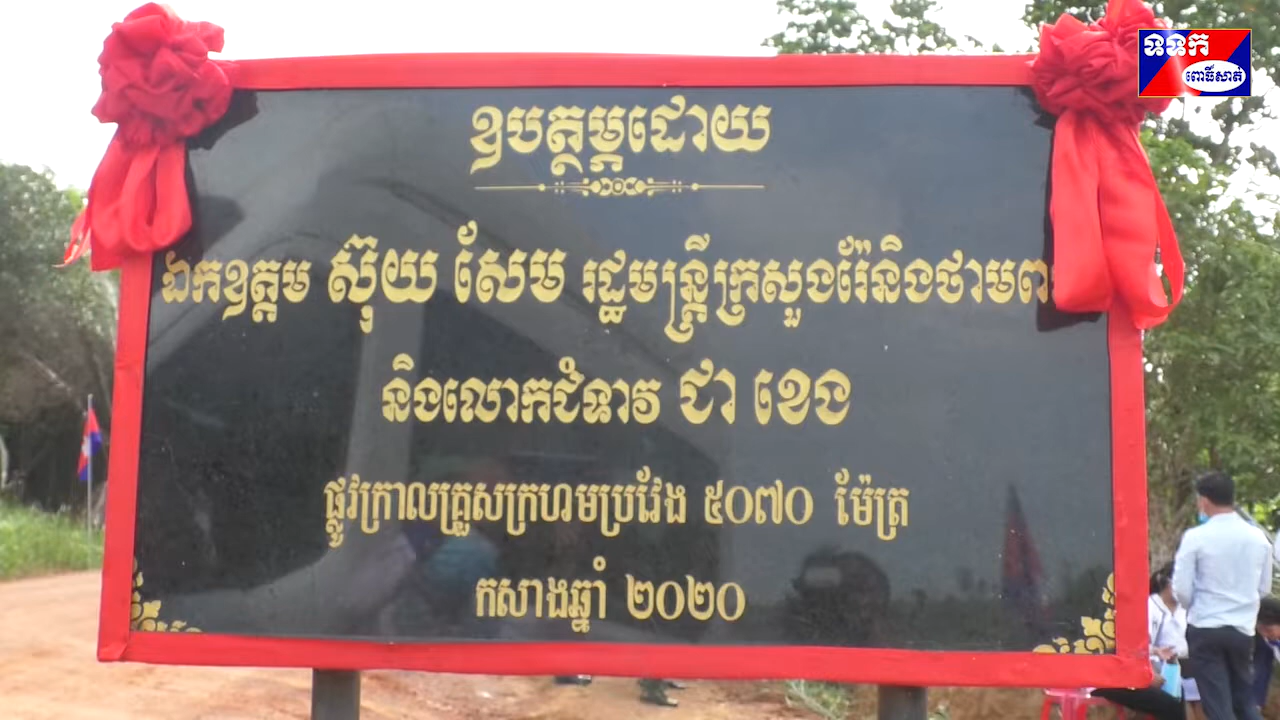 ទទក
ពោធិ៍សាត់
ឧបត្ថម្ភដោយ
ឯកឧត្តម ស៊ុយ សែម រដ្ឋមន្ត្រីក្រសួងរ៉ែនិងថាមព
និងលោកជំទាវ ជា ខេង
ផ្លូវក្រាលគ្រួសក្រហមប្រវែង ៥០៧០ ម៉ែត្រ
កសាងឆ្នាំ ២០២០